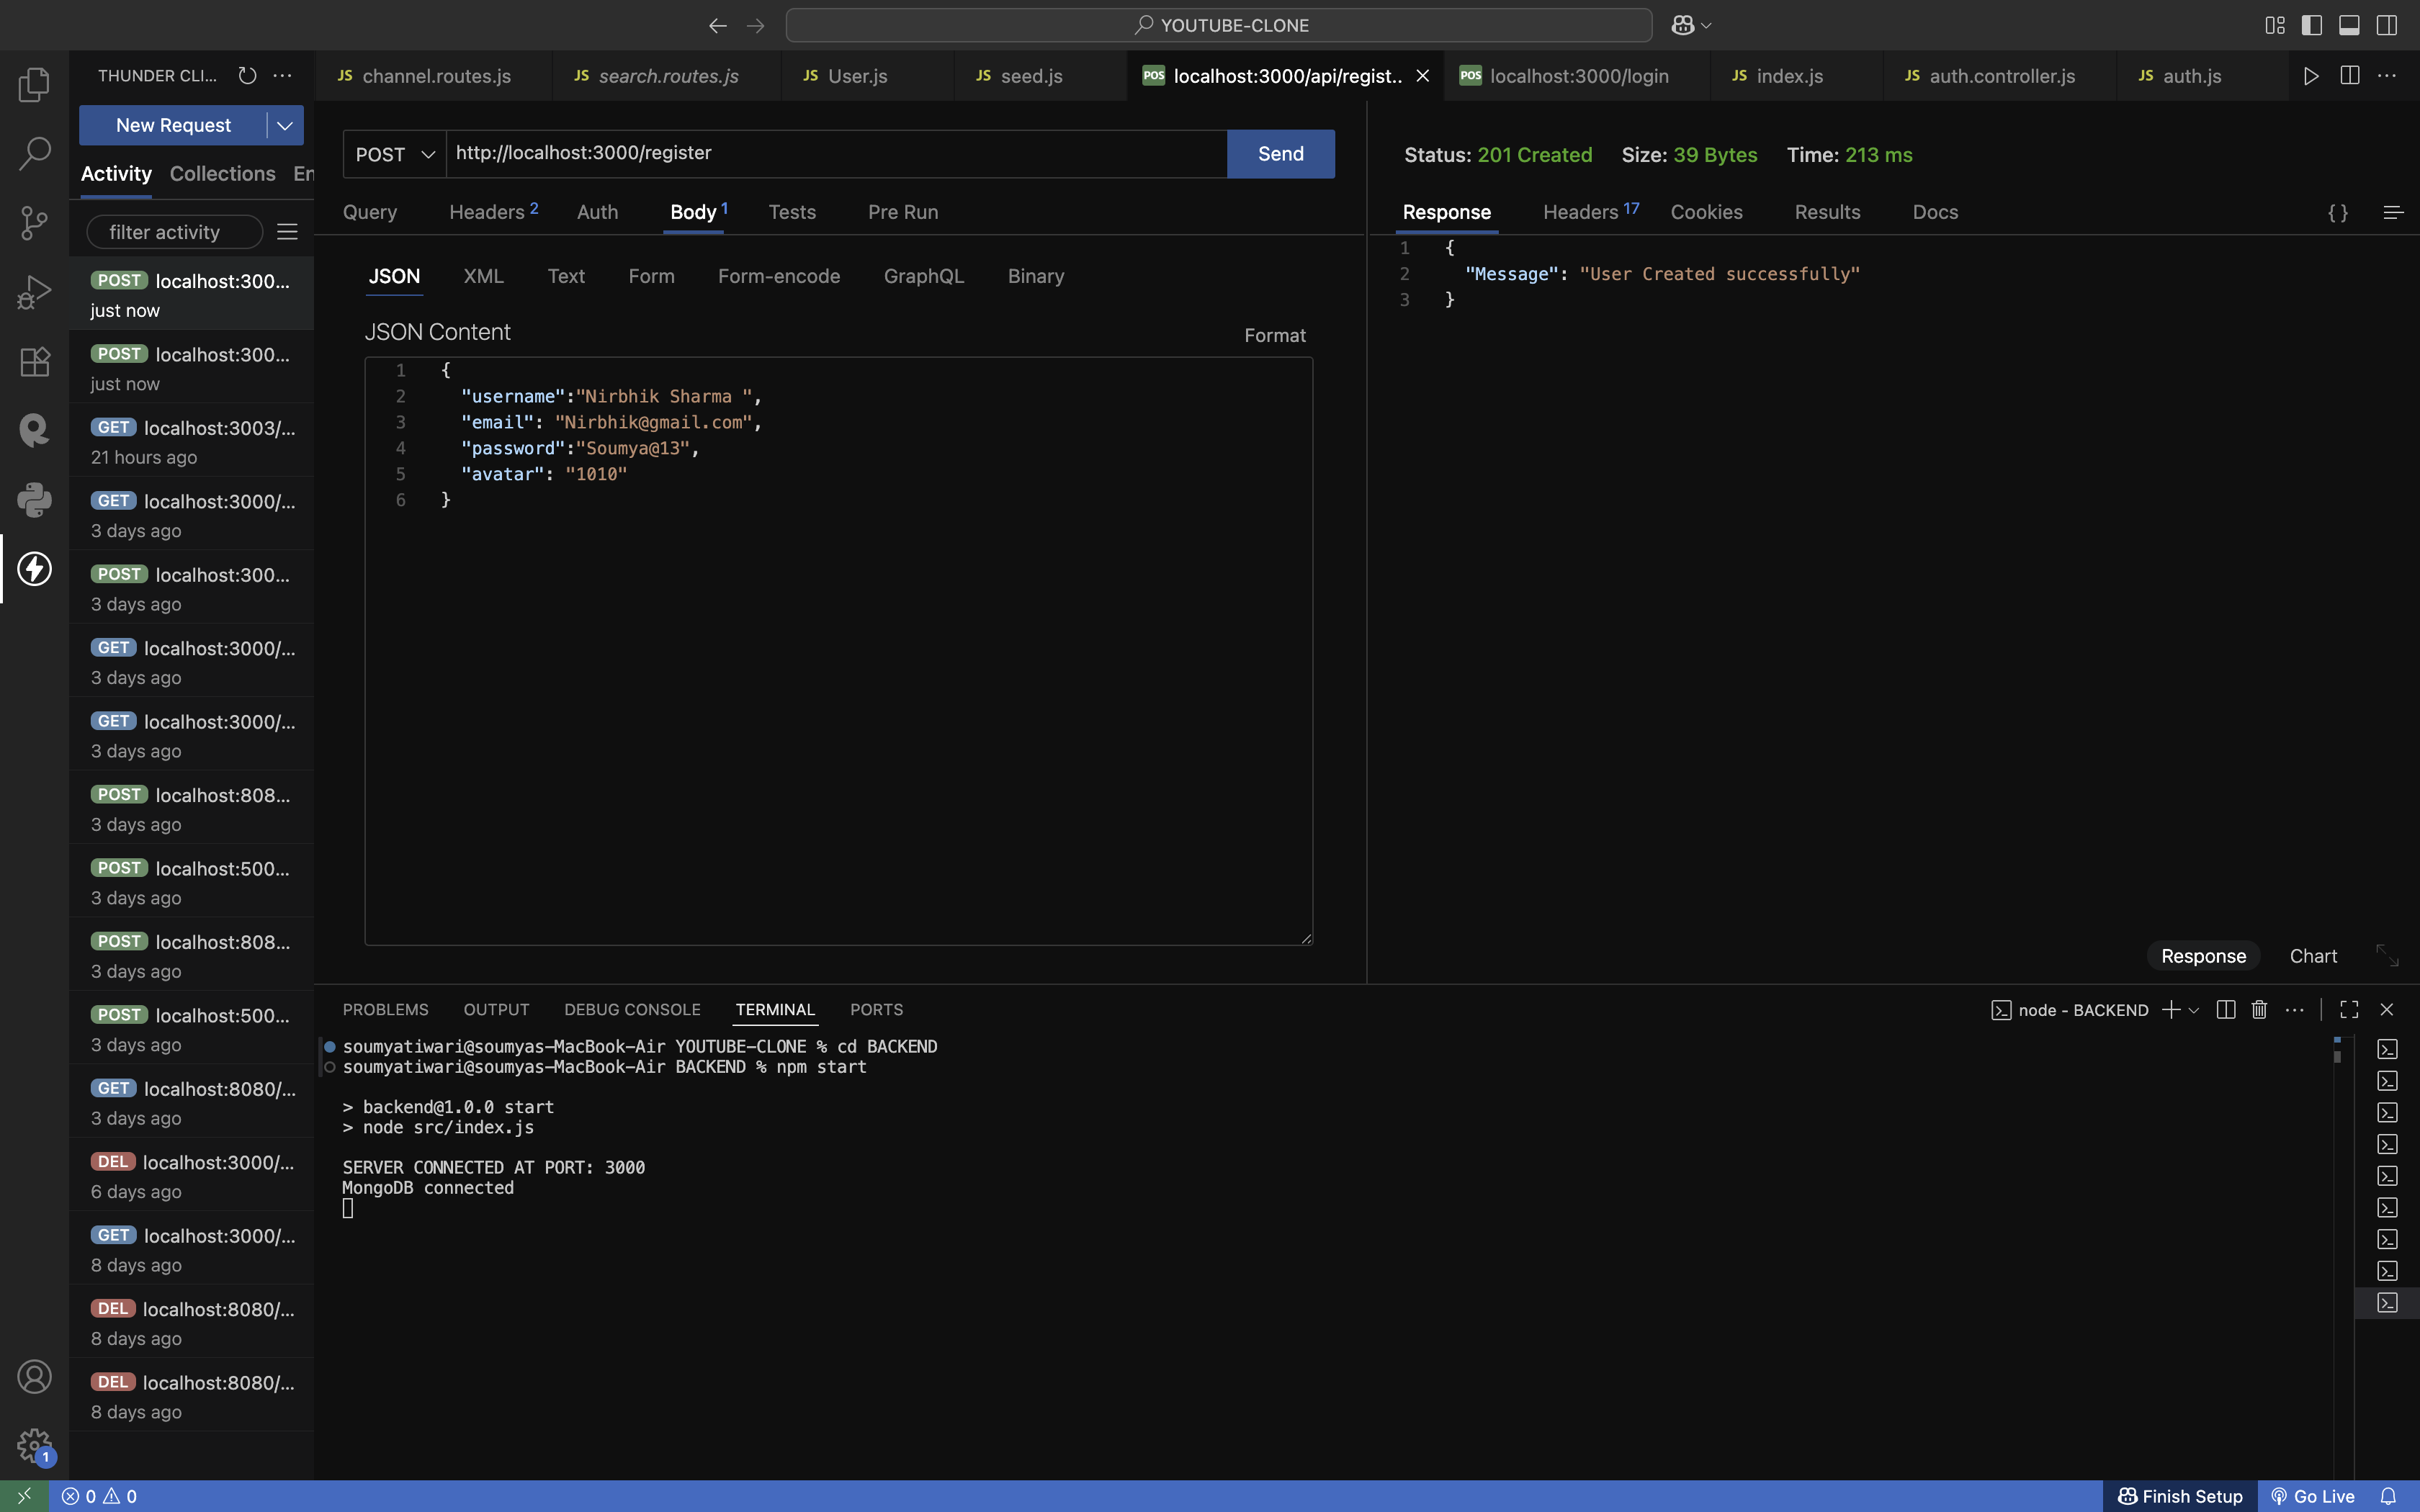 YOUTUBE-CLONE
THUNDER CLI...
JS channel.routes.js
JS search.routes.js
JS User.js
JS seed.js
POS localhost:3000/api/regist..
POS localhost:3000/login
JS index.js
JS auth.controller.js
JS auth.js
New Request
Activity Collections En
filter activity
POST localhost:300...
just now
POST localhost:300...
just now
GET localhost:3003/...
21 hours ago
GET localhost:3000/...
3 days ago
POST localhost:300...
3 days ago
GET localhost:3000/...
3 days ago
GET localhost:3000/...
3 days ago
POST localhost:808...
3 days ago
POST localhost:500...
3 days ago
POST localhost:808...
3 days ago
POST localhost:500...
3 days ago
GET localhost:8080/...
3 days ago
DEL localhost:3000/...
6 days ago
GET localhost:3000/...
8 days ago
DEL localhost:8080/...
8 days ago
DEL localhost:8080/...
8 days ago
1
POST http://localhost:3000/register Send
Query Headers 2 Auth Body 1 Tests Pre Run
JSON XML Text Form Form-encode GraphQL Binary
JSON Content
Format
1 {
2 "username":"Nirbhik Sharma ",
3 "email": "Nirbhik@gmail.com",
4 "password":"Soumya@13",
5 "avatar": "1010"
6 }
Status: 201 Created Size: 39 Bytes Time: 213 ms
Response Headers 17 Cookies Results Docs { }
1 {
2 "Message": "User Created successfully"
3 }
Response Chart
PROBLEMS OUTPUT DEBUG CONSOLE TERMINAL PORTS
node - BACKEND
soumyatiwari@soumyas-MacBook-Air YOUTUBE-CLONE % cd BACKEND
soumyatiwari@soumyas-MacBook-Air BACKEND % npm start
> backend@1.0.0 start
> node src/index.js
SERVER CONNECTED AT PORT: 3000
MongoDB connected
0 0
Finish Setup
Go Live